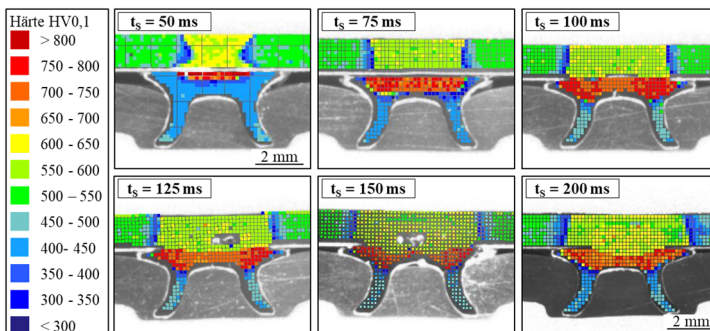 Härte HV0,1
> 800
750 - 800
700 - 750
650 - 700
600 - 650
550 - 600
500 – 550
450 - 500
400- 450
350 - 400
300 - 350
< 300
tS = 50 ms
2 mm
tS = 75 ms
tS = 100 ms
tS = 125 ms
tS = 150 ms
tS = 200 ms
2 mm